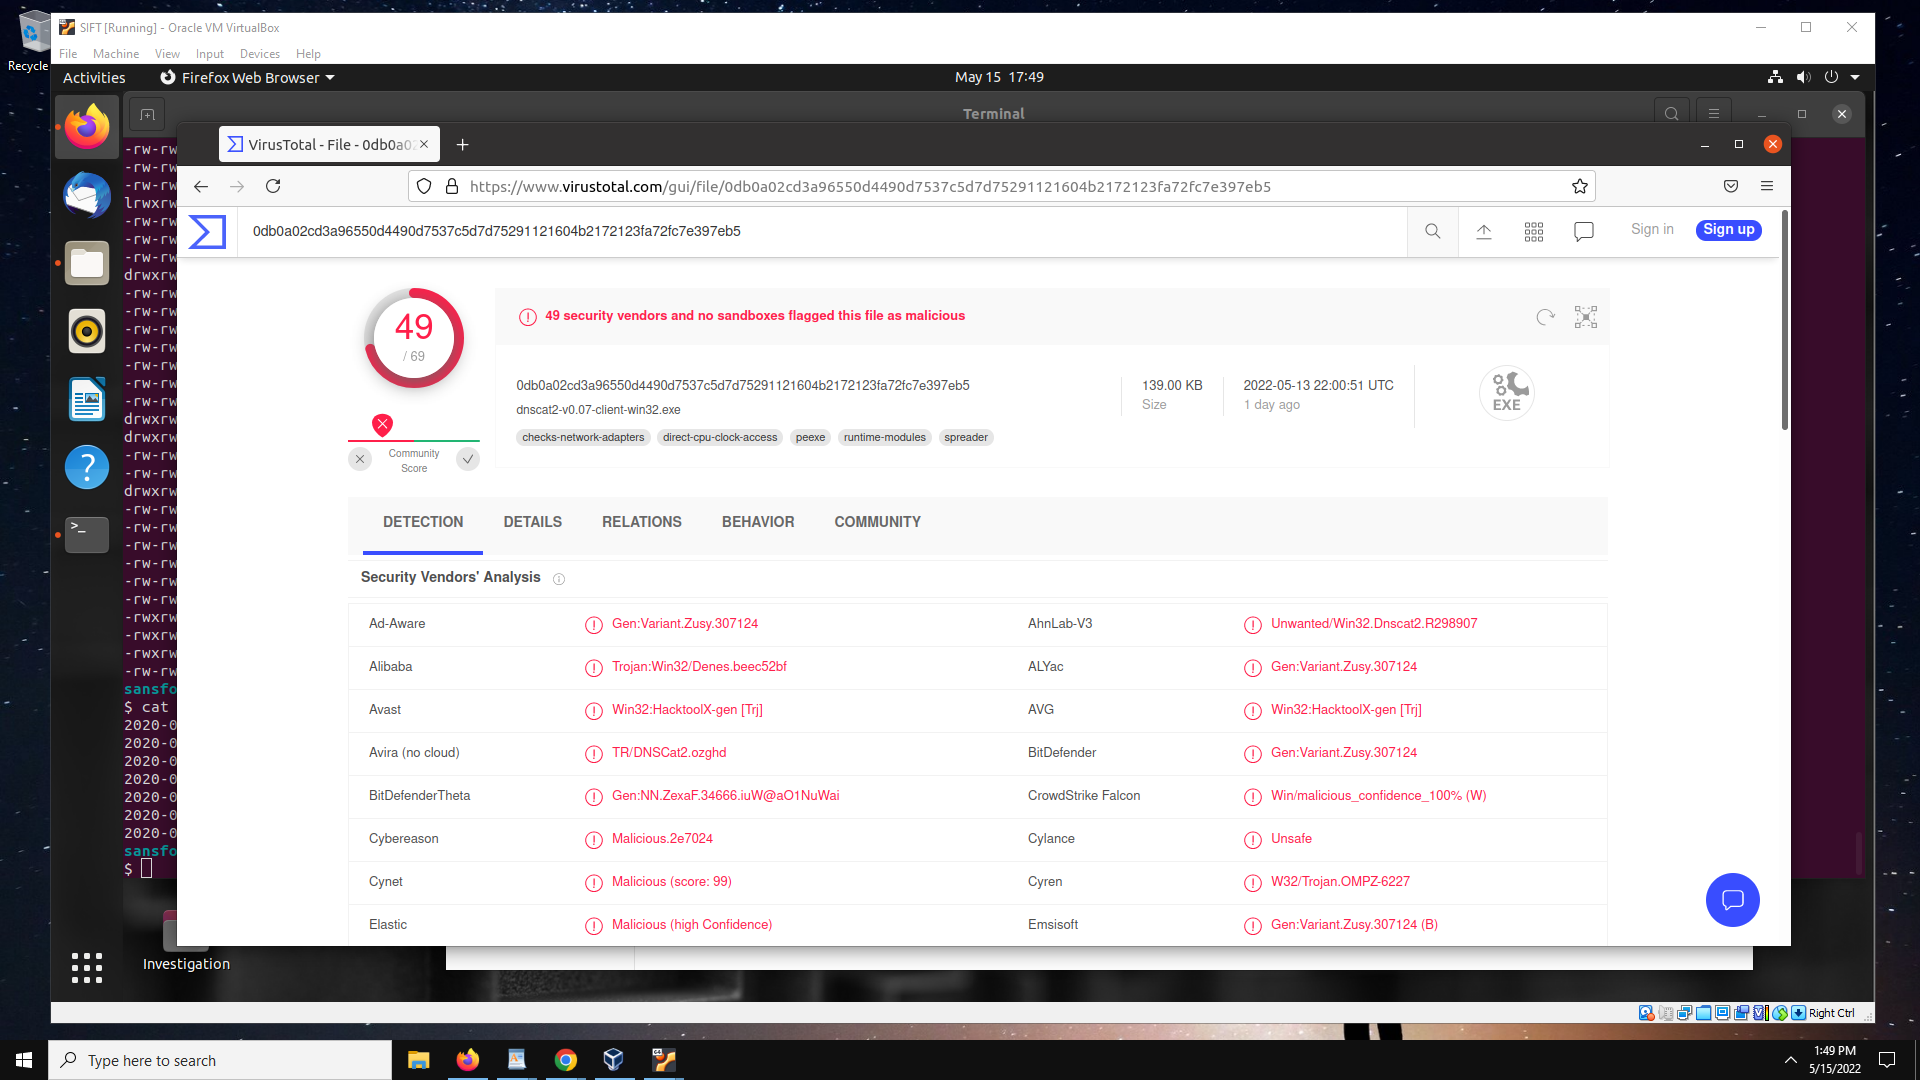 Recycle
SIFT [Running] - Oracle VM VirtualBox
File Machine View Input Devices Help
Activities Firefox Web Browser May 15 17:49
Terminal
VirusTotal - File - 0db0a02
https://www.virustotal.com/gui/file/0db0a02cd3a96550d4490d7537c5d7d75291121604b2172123fa72fc7e397eb5
0db0a02cd3a96550d4490d7537c5d7d75291121604b2172123fa72fc7e397eb5
Sign in Sign up
49
/ 69
49 security vendors and no sandboxes flagged this file as malicious
0db0a02cd3a96550d4490d7537c5d7d75291121604b2172123fa72fc7e397eb5
dnscat2-v0.07-client-win32.exe
checks-network-adapters direct-cpu-clock-access peexe runtime-modules spreader
139.00 KB
Size
2022-05-13 22:00:51 UTC
1 day ago
EXE
Community
Score
DETECTION DETAILS RELATIONS BEHAVIOR COMMUNITY
Security Vendors' Analysis
Ad-Aware Gen:Variant.Zusy.307124 AhnLab-V3 Unwanted/Win32.Dnscat2.R298907
Alibaba Trojan:Win32/Denes.beec52bf ALYac Gen:Variant.Zusy.307124
Avast Win32:HacktoolX-gen [Trj] AVG Win32:HacktoolX-gen [Trj]
Avira (no cloud) TR/DNSCat2.ozghd BitDefender Gen:Variant.Zusy.307124
BitDefenderTheta Gen:NN.ZexaF.34666.iuW@aO1NuWai CrowdStrike Falcon Win/malicious_confidence_100% (W)
Cybereason Malicious.2e7024 Cylance Unsafe
Cynet Malicious (score: 99) Cyren W32/Trojan.OMPZ-6227
Elastic Malicious (high Confidence) Emsisoft Gen:Variant.Zusy.307124 (B)
-rw-rw
-rw-rw
-rw-rw
lrwxrw
-rw-rw
-rw-rw
-rw-rw
drwxrw
-rw-rw
-rw-rw
-rw-rw
-rw-rw
-rw-rw
-rw-rw
-rw-rw
drwxrw
drwxrw
-rw-rw
-rw-rw
drwxrw
-rw-rw
-rw-rw
-rw-rw
-rw-rw
-rw-rw
-rw-rw
-rwxrw
-rwxrw
-rwxrw
-rw-rw
sansfo
$ cat
2020-0
2020-0
2020-0
2020-0
2020-0
2020-0
2020-0
sansfo
$
Investigation
Right Ctrl
Type here to search
1:49 PM
5/15/2022